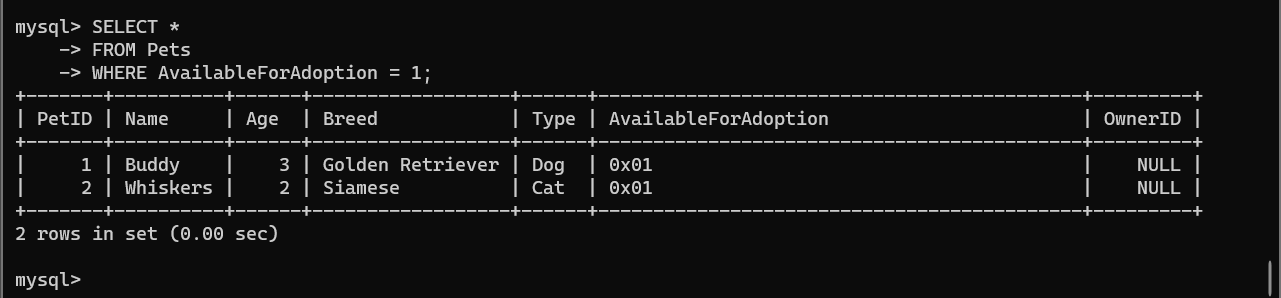 mysql> SELECT *
    -> FROM Pets
    -> WHERE AvailableForAdoption = 1;
+-------+----------+------+------------------+------+--------------------------------------------+---------+
| PetID | Name     | Age  | Breed            | Type | AvailableForAdoption                       | OwnerID |
+-------+----------+------+------------------+------+--------------------------------------------+---------+
|     1 | Buddy    |    3 | Golden Retriever | Dog  | 0x01                                       |    NULL |
|     2 | Whiskers |    2 | Siamese          | Cat  | 0x01                                       |    NULL |
+-------+----------+------+------------------+------+--------------------------------------------+---------+
2 rows in set (0.00 sec)

mysql>